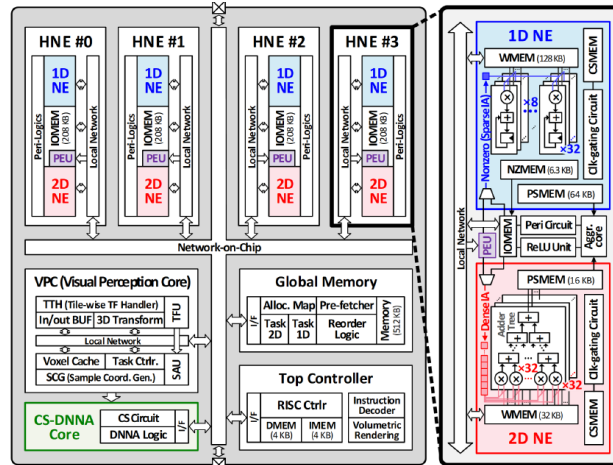 HNE #0
1D NE
IOMEM (208 KB)
PEU
2D NE
Peri-Logics
Local Network
HNE #1
1D NE
IOMEM (208 KB)
PEU
2D NE
Peri-Logics
Local Network
HNE #2
1D NE
IOMEM (208 KB)
PEU
2D NE
Peri-Logics
Local Network
HNE #3
1D NE
IOMEM (208 KB)
PEU
2D NE
Peri-Logics
Local Network
Network-on-Chip
VPC (Visual Perception Core)
TTH (Tile-wise TF Handler)
In/out BUF
3D Transform
TFU
Local Network
Voxel Cache
Task Ctrlr.
SCG (Sample Coord. Gen.)
SAU
CS-DNNA
Core
CS Circuit
DNNA Logic
I/F
Global Memory
I/F
Alloc. Map
Pre-fetcher
Task 2D
Task 1D
Reorder Logic
Memory (512 KB)
Top Controller
I/F
RISC Ctrlr
DMEM (4 KB)
IMEM (4 KB)
Instruction Decoder
Volumetric Rendering
1D NE
WMEM (128 KB)
CSMEM
Clk-gating Circuit
Nonzero (Sparse IA)
×8
×32
NZMEM (6.3 KB)
PSMEM (64 KB)
Local Network
PEU
IOMEM
Peri Circuit
ReLU Unit
Aggr. core
PSMEM (16 KB)
Dense IA
Adder Tree
×32
×32
Clk-gating Circuit
WMEM (32 KB)
CSMEM
2D NE